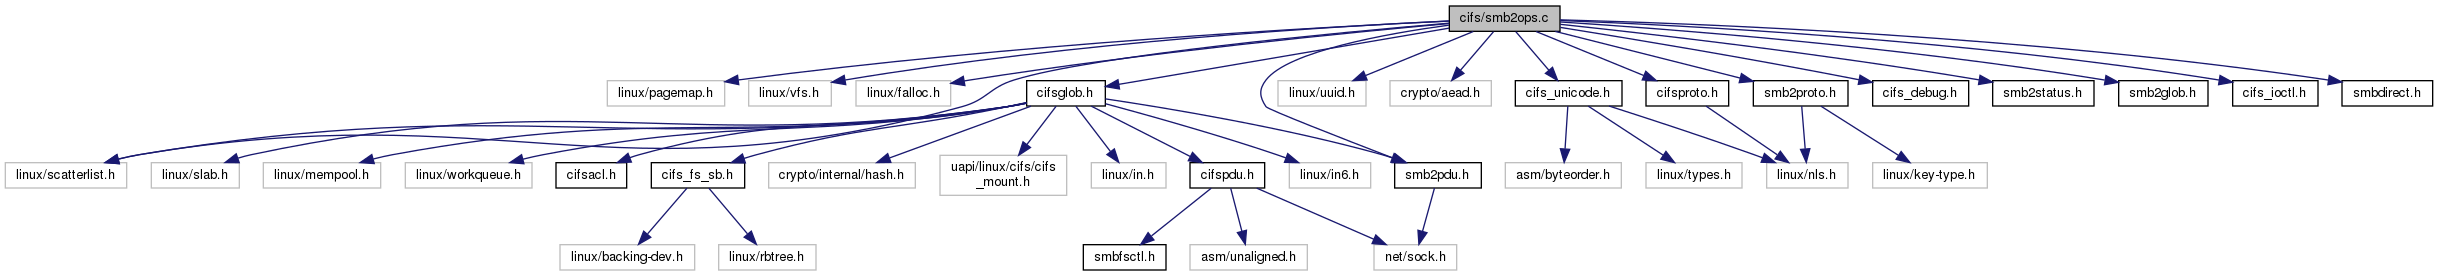 cifs/smb2ops.c
linux/pagemap.h
linux/vfs.h
linux/falloc.h
cifsglob.h
linux/uuid.h
crypto/aead.h
cifs_unicode.h
cifsproto.h
smb2proto.h
cifs_debug.h
smb2status.h
smb2glob.h
cifs_ioctl.h
smbdirect.h
linux/scatterlist.h
linux/slab.h
linux/mempool.h
linux/workqueue.h
cifsacl.h
cifs_fs_sb.h
crypto/internal/hash.h
uapi/linux/cifs/cifs
_mount.h
linux/in.h
cifspdu.h
linux/in6.h
smb2pdu.h
asm/byteorder.h
linux/types.h
linux/nls.h
linux/key-type.h
linux/backing-dev.h
linux/rbtree.h
smbfsctl.h
asm/unaligned.h
net/sock.h